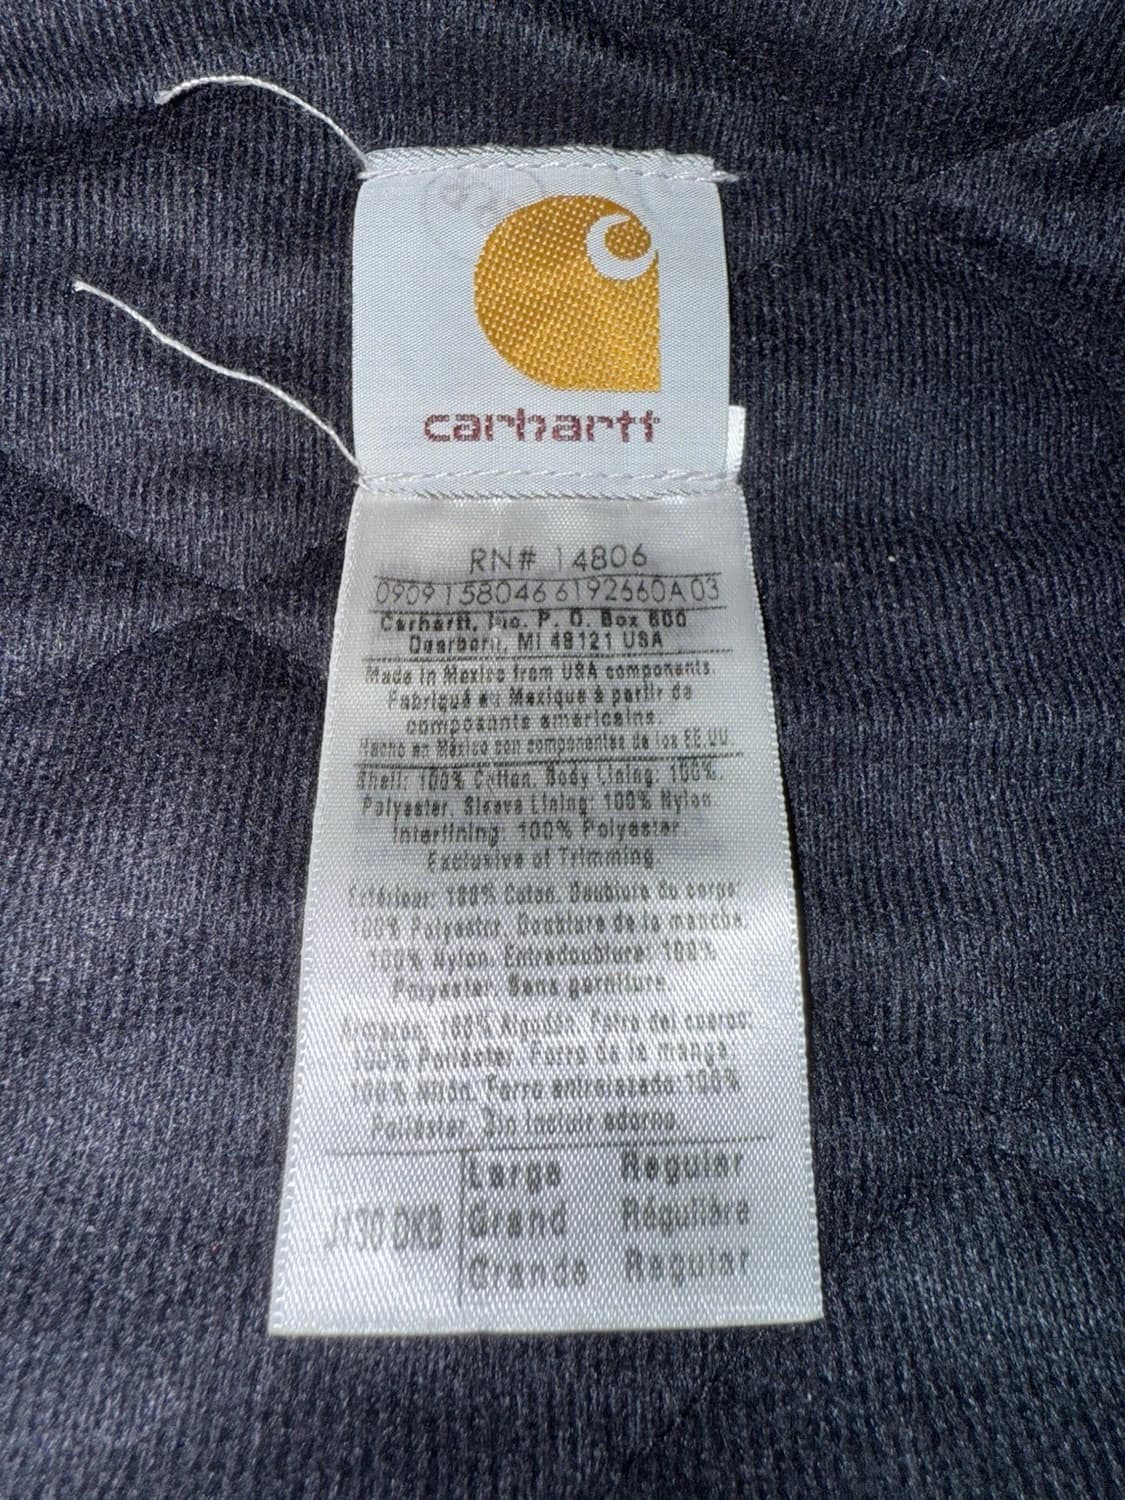 carhartt
RN# 14806
0909158046 6192660A03
Carhartt, Inc. P. O. Box 600
Dearborn, MI 48121 USA
Made in Mexico from USA components.
Fabriqué au Mexique à partir de
composants américains.
Hecho en México con componentes de los EE.UU.
Shell: 100% Cotton. Body Lining: 100%
Polyester. Sleeve Lining: 100% Nylon.
Interlining: 100% Polyester.
Exclusive of Trimming.
Extérieur: 100% Coton. Doublure du corps:
100% Polyester. Doublure de la manche:
100% Nylon. Entredoublure: 100%
Polyester. Sans garniture.
100% Algodón. Forro del cuerpo:
100% Poliester. Forro de la manga:
100% Nilón. Forro entrelazado: 100%
Poliéster. Sin incluir adorno.
J130 DKB
Large Regular
Grand Régulière
Grande Regular